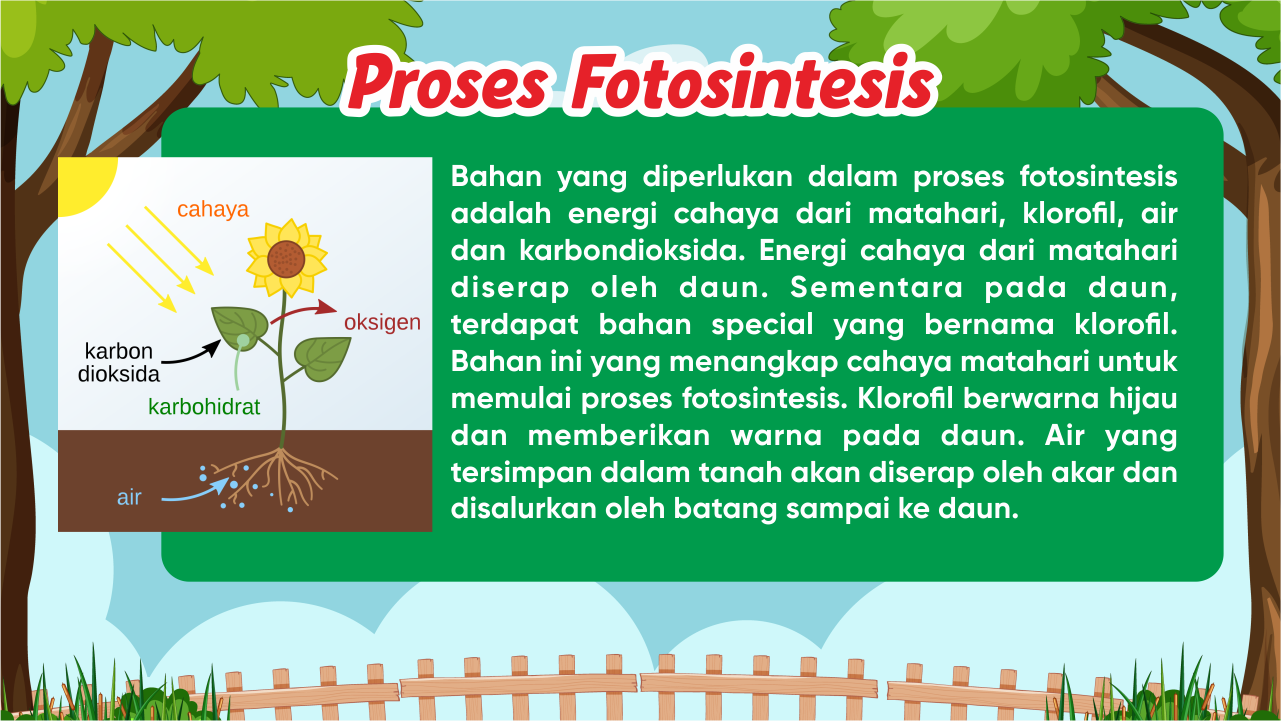 Proses Fotosintesis
cahaya
oksigen
karbon
dioksida
karbohidrat
air
Bahan yang diperlukan dalam proses fotosintesis
adalah energi cahaya dari matahari, klorofil, air
dan karbondioksida. Energi cahaya dari matahari
diserap oleh daun. Sementara pada daun,
terdapat bahan special yang bernama klorofil.
Bahan ini yang menangkap cahaya matahari untuk
memulai proses fotosintesis. Klorofil berwarna hijau
dan memberikan warna pada daun. Air yang
tersimpan dalam tanah akan diserap oleh akar dan
disalurkan oleh batang sampai ke daun.